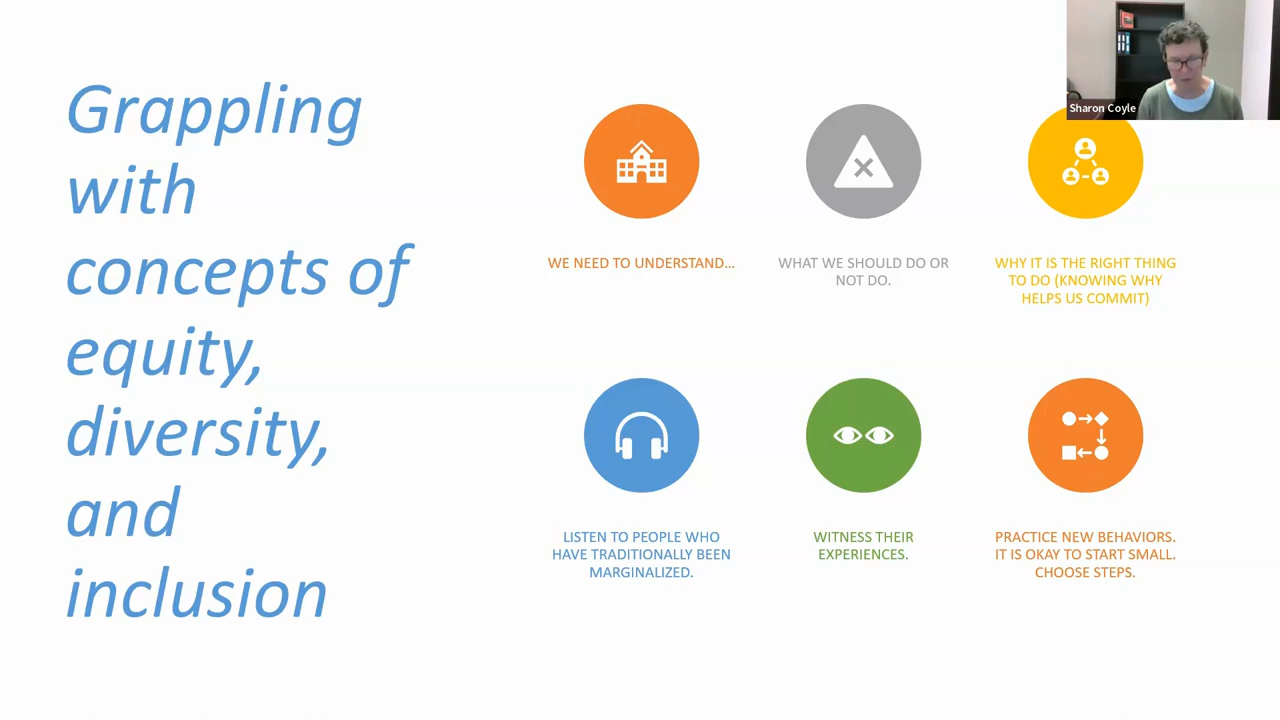 Grappling
with
concepts of
equity,
diversity,
and
inclusion
Sharon Coyle
WE NEED TO UNDERSTAND...
WHAT WE SHOULD DO OR
NOT DO.
WHY IT IS THE RIGHT THING
TO DO (KNOWING WHY
HELPS US COMMIT)
LISTEN TO PEOPLE WHO
HAVE TRADITIONALLY BEEN
MARGINALIZED.
WITNESS THEIR
EXPERIENCES.
PRACTICE NEW BEHAVIORS.
IT IS OKAY TO START SMALL.
CHOOSE STEPS.